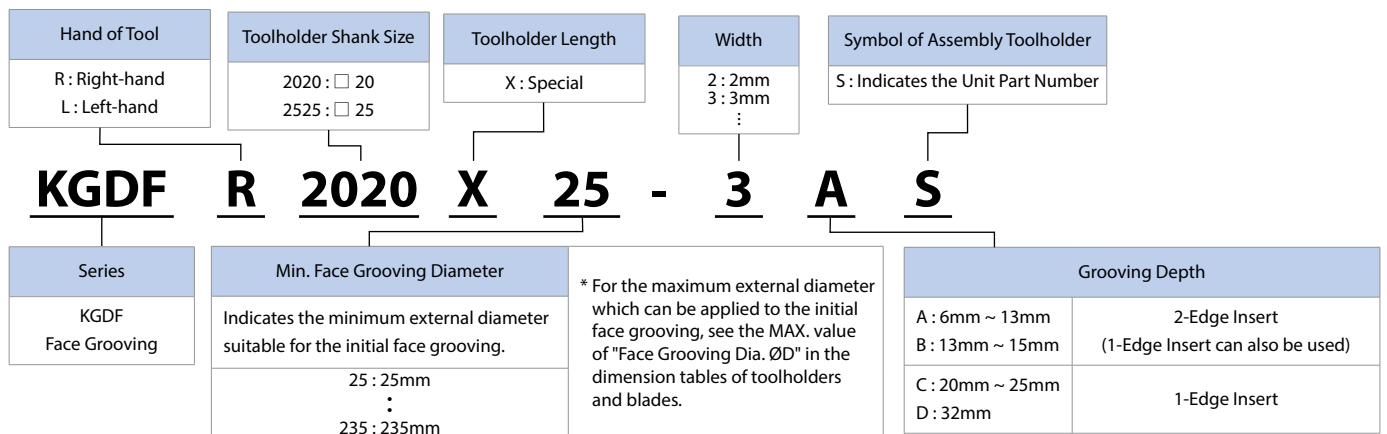 Hand of Tool
R : Right-hand
L : Left-hand
Toolholder Shank Size
2020 : □ 20
2525 : □ 25
Toolholder Length
X : Special
Width
2 : 2mm
3 : 3mm
⋮
Symbol of Assembly Toolholder
S : Indicates the Unit Part Number
KGDF R 2020 X 25 - 3 A S
Series
KGDF
Face Grooving
Min. Face Grooving Diameter
Indicates the minimum external diameter
suitable for the initial face grooving.
25 : 25mm
⋮
235 : 235mm
* For the maximum external diameter
which can be applied to the initial
face grooving, see the MAX. value
of "Face Grooving Dia. ØD" in the
dimension tables of toolholders
and blades.
Grooving Depth
A : 6mm ~ 13mm
B : 13mm ~ 15mm
2-Edge Insert
(1-Edge Insert can also be used)
C : 20mm ~ 25mm
D : 32mm
1-Edge Insert